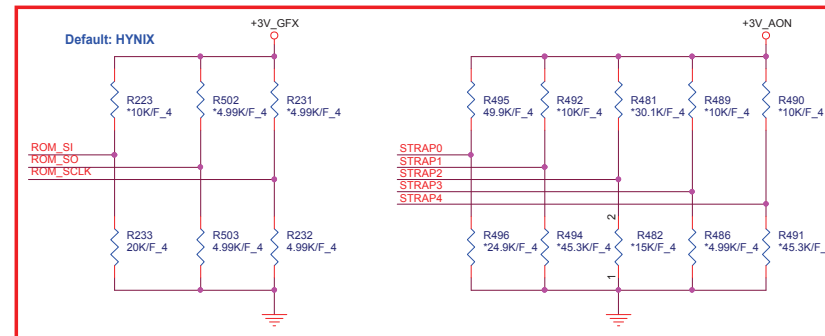 +3V_GFX
+3V_AON
Default: HYNIX
R223
*10K/F_4
R502
*4.99K/F_4
R231
*4.99K/F_4
R495
49.9K/F_4
R492
*10K/F_4
R481
*30.1K/F_4
R489
*10K/F_4
R490
*10K/F_4
ROM_SI
ROM_SO
ROM_SCLK
STRAP0
STRAP1
STRAP2
STRAP3
STRAP4
R233
20K/F_4
R503
4.99K/F_4
R232
4.99K/F_4
R496
*24.9K/F_4
R494
*45.3K/F_4
2
R482
*15K/F_4
1
R486
*4.99K/F_4
R491
*45.3K/F_4